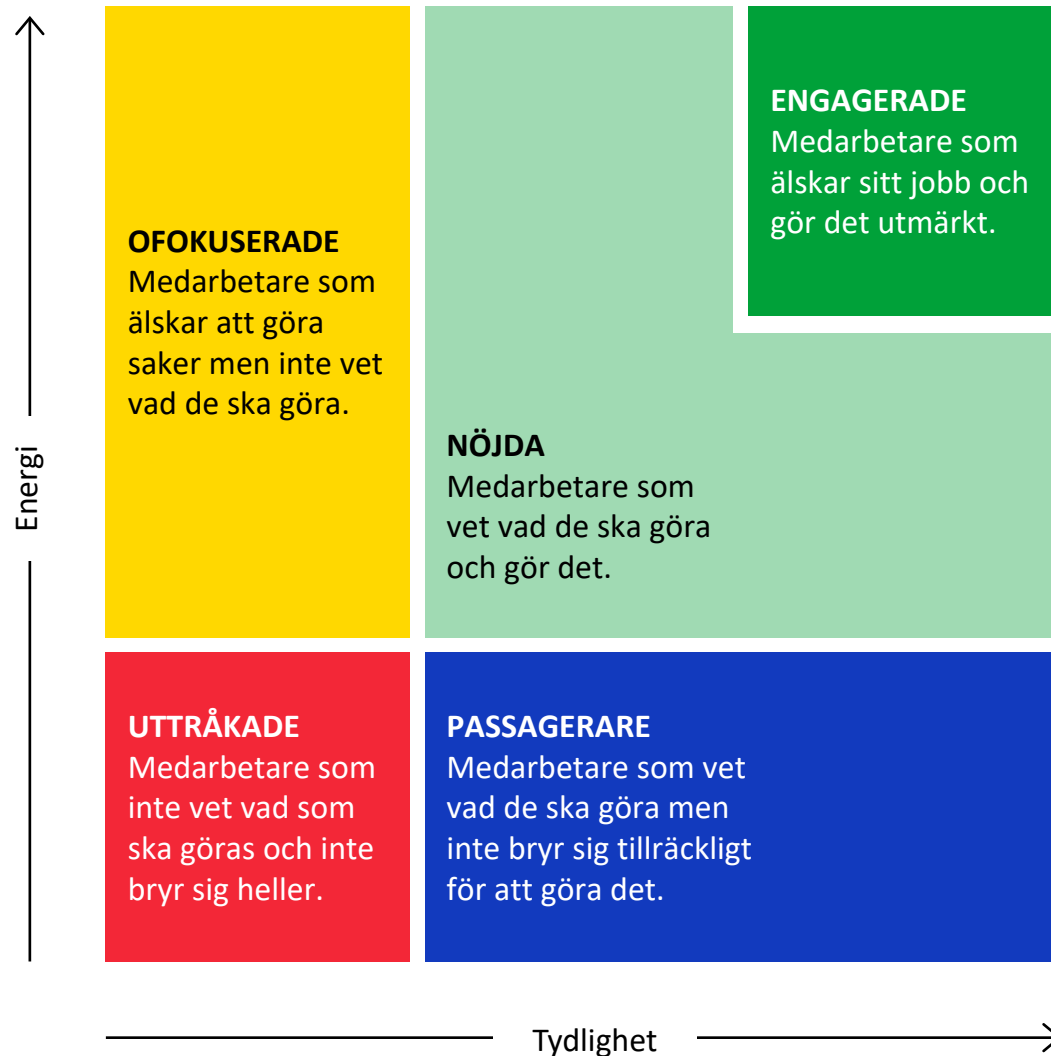 ENGAGERADE
Medarbetare som
älskar sitt jobb och
gör det utmärkt.
OFOKUSERADE
Medarbetare som
älskar att göra
saker men inte vet
vad de ska göra.
NÖJDA
Medarbetare som
vet vad de ska göra
och gör det.
Energi
UTTRÅKADE
Medarbetare som
inte vet vad som
ska göras och inte
bryr sig heller.
PASSAGERARE
Medarbetare som vet
vad de ska göra men
inte bryr sig tillräckligt
för att göra det.
Tydlighet